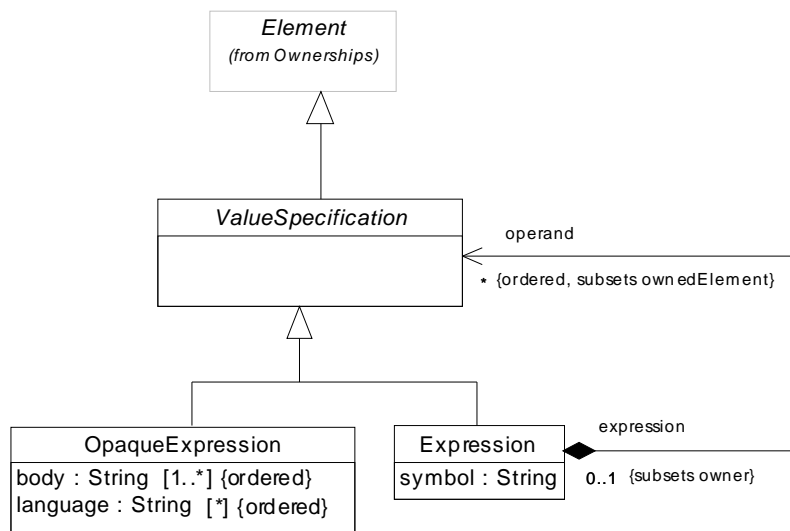 Element
(from Ownerships)
ValueSpecification
operand
* {ordered, subsets ownedElement}
OpaqueExpression
body : String [1..*] {ordered}
language : String [*] {ordered}
Expression
symbol : String
expression
0..1 {subsets owner}